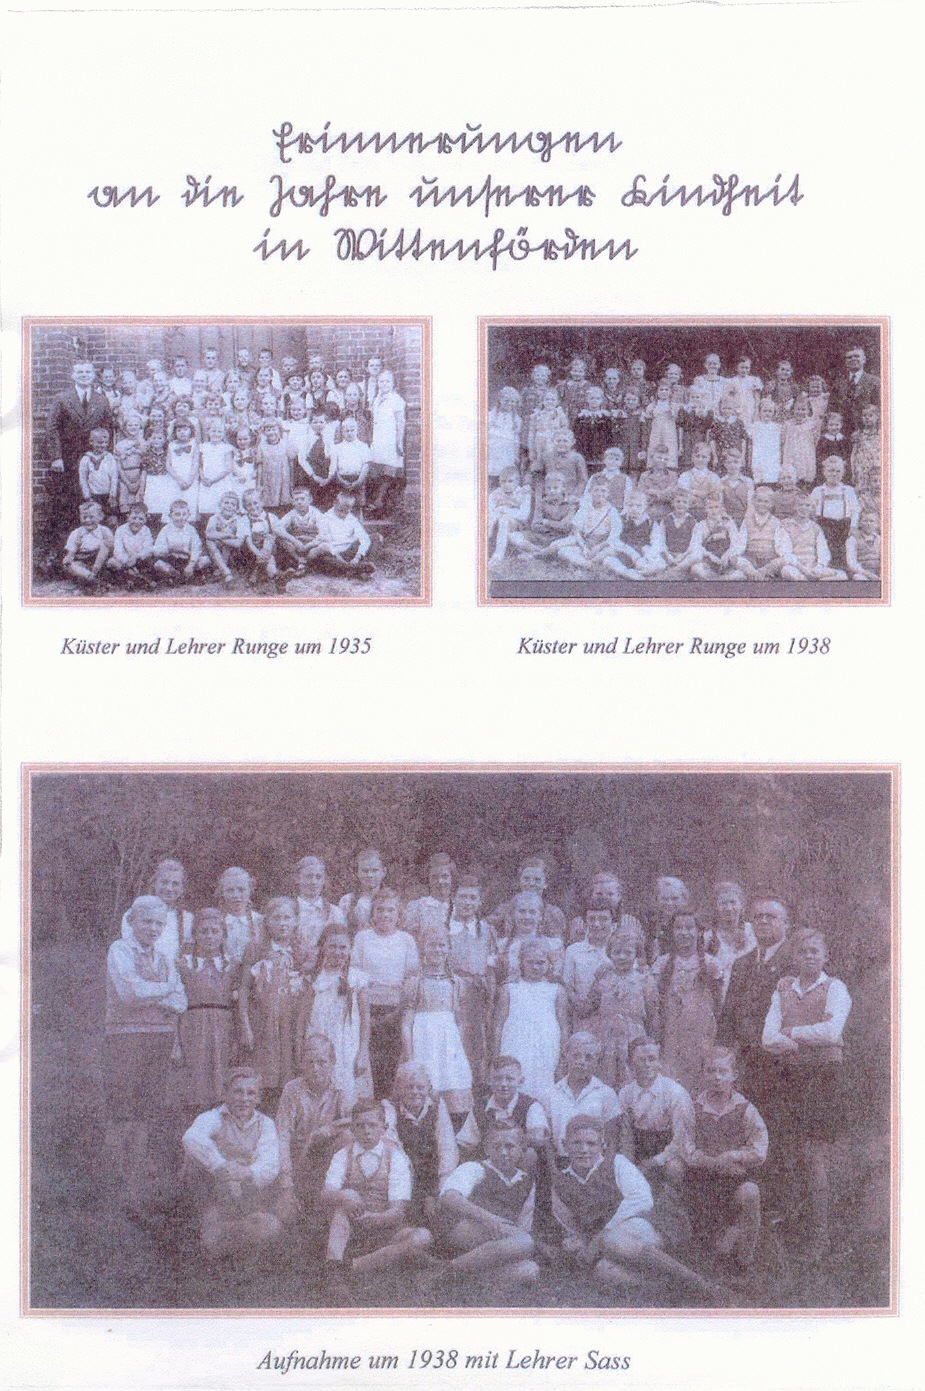 Erinnerungen
an die Jahre unserer Kindheit
in Wittenförden
Küster und Lehrer Runge um 1935
Küster und Lehrer Runge um 1938
Aufnahme um 1938 mit Lehrer Sass